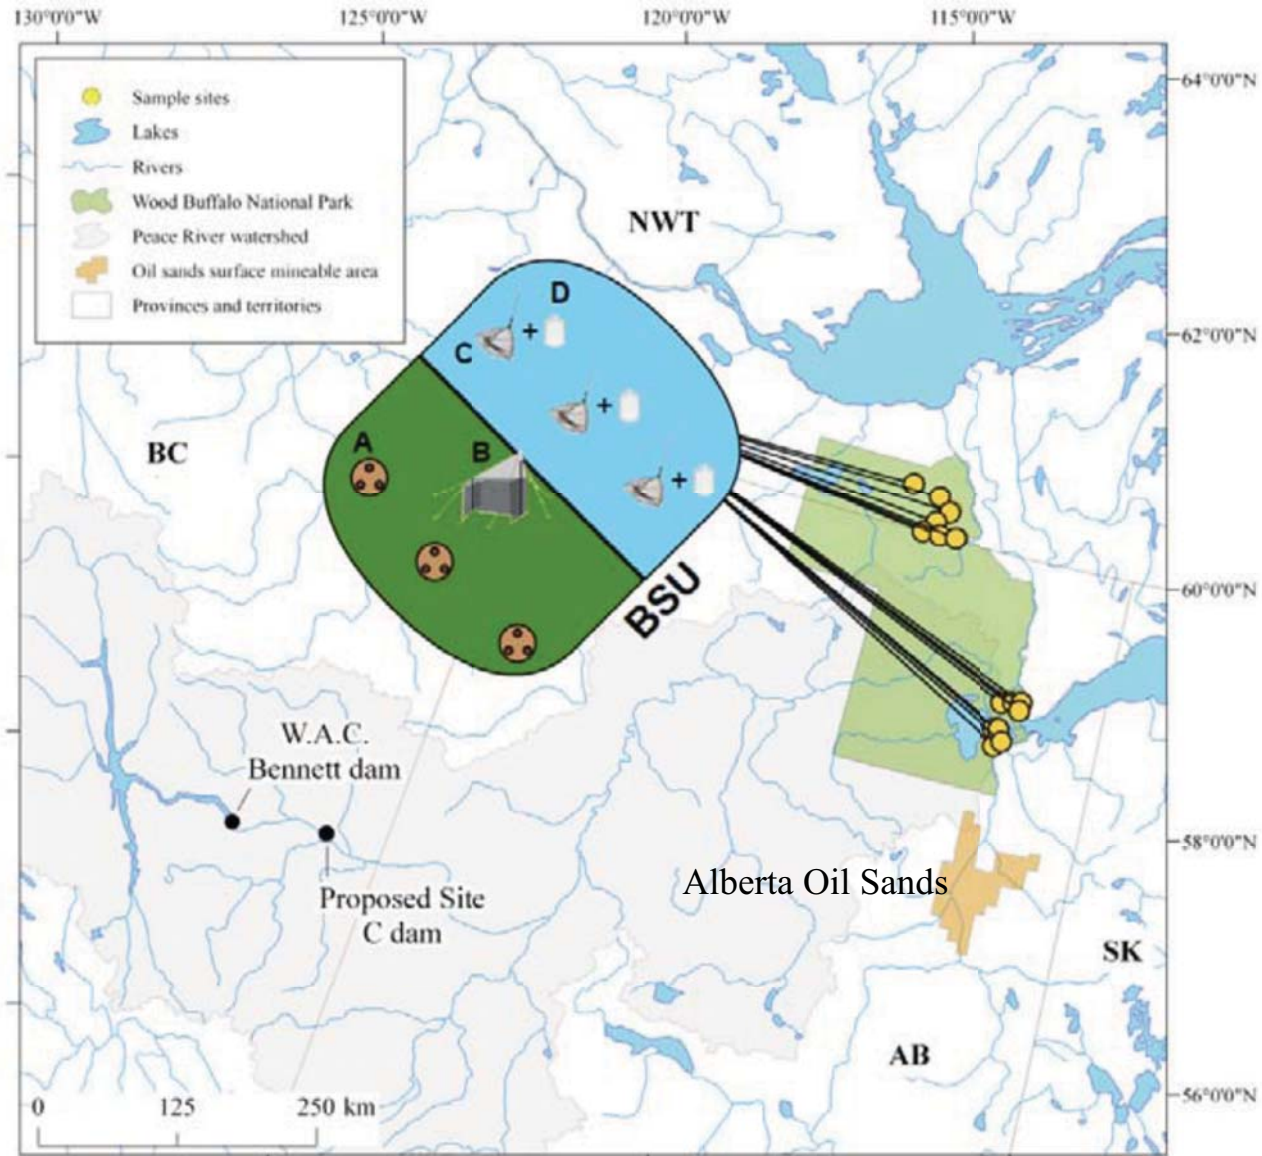 130°0'0"W
125°0'0"W
120°0'0"W
115°0'0"W
64°0'0"N
62°0'0"N
60°0'0"N
58°0'0"N
56°0'0"N
Sample sites
Lakes
Rivers
Wood Buffalo National Park
Peace River watershed
Oil sands surface mineable area
Provinces and territories
NWT
D
C
+
+
+
A
B
BSU
BC
W.A.C.
Bennett dam
Proposed Site
C dam
Alberta Oil Sands
SK
AB
0 125 250 km